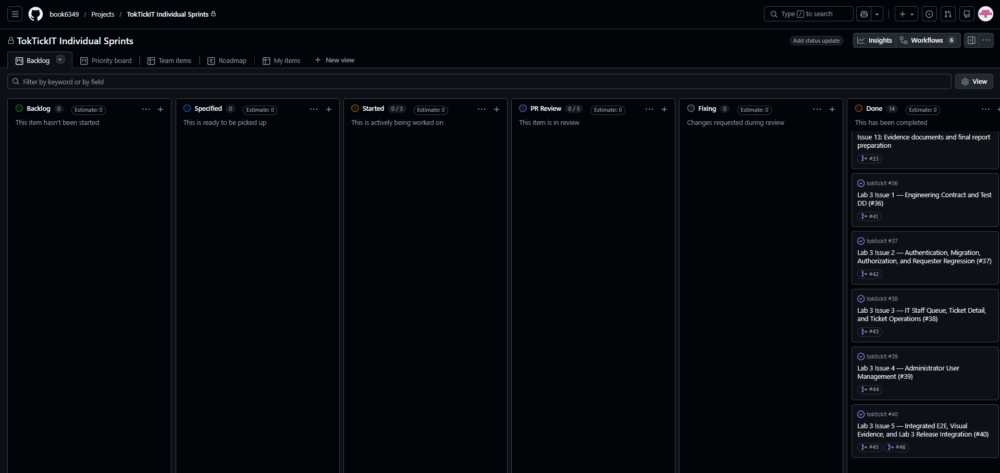 book6349 / Projects / TokTickIT Individual Sprints
Type / to search
TokTickIT Individual Sprints
Add status update
Insights
Workflows 6
Backlog
Priority board
Team items
Roadmap
My items
New view
Filter by keyword or by field
View
Backlog 0 Estimate: 0
This item hasn't been started
Specified 0 Estimate: 0
This is ready to be picked up
Started 0 / 3 Estimate: 0
This is actively being worked on
PR Review 0 / 5 Estimate: 0
This item is in review
Fixing 0 Estimate: 0
Changes requested during review
Done 14 Estimate: 0
This has been completed
Issue 13: Evidence documents and final report
preparation
#33
toktickit #36
Lab 3 Issue 1 — Engineering Contract and Test
DD (#36)
#41
toktickit #37
Lab 3 Issue 2 — Authentication, Migration,
Authorization, and Requester Regression (#37)
#42
toktickit #38
Lab 3 Issue 3 — IT Staff Queue, Ticket Detail,
and Ticket Operations (#38)
#43
toktickit #39
Lab 3 Issue 4 — Administrator User
Management (#39)
#44
toktickit #40
Lab 3 Issue 5 — Integrated E2E, Visual
Evidence, and Lab 3 Release Integration (#40)
#45 #46